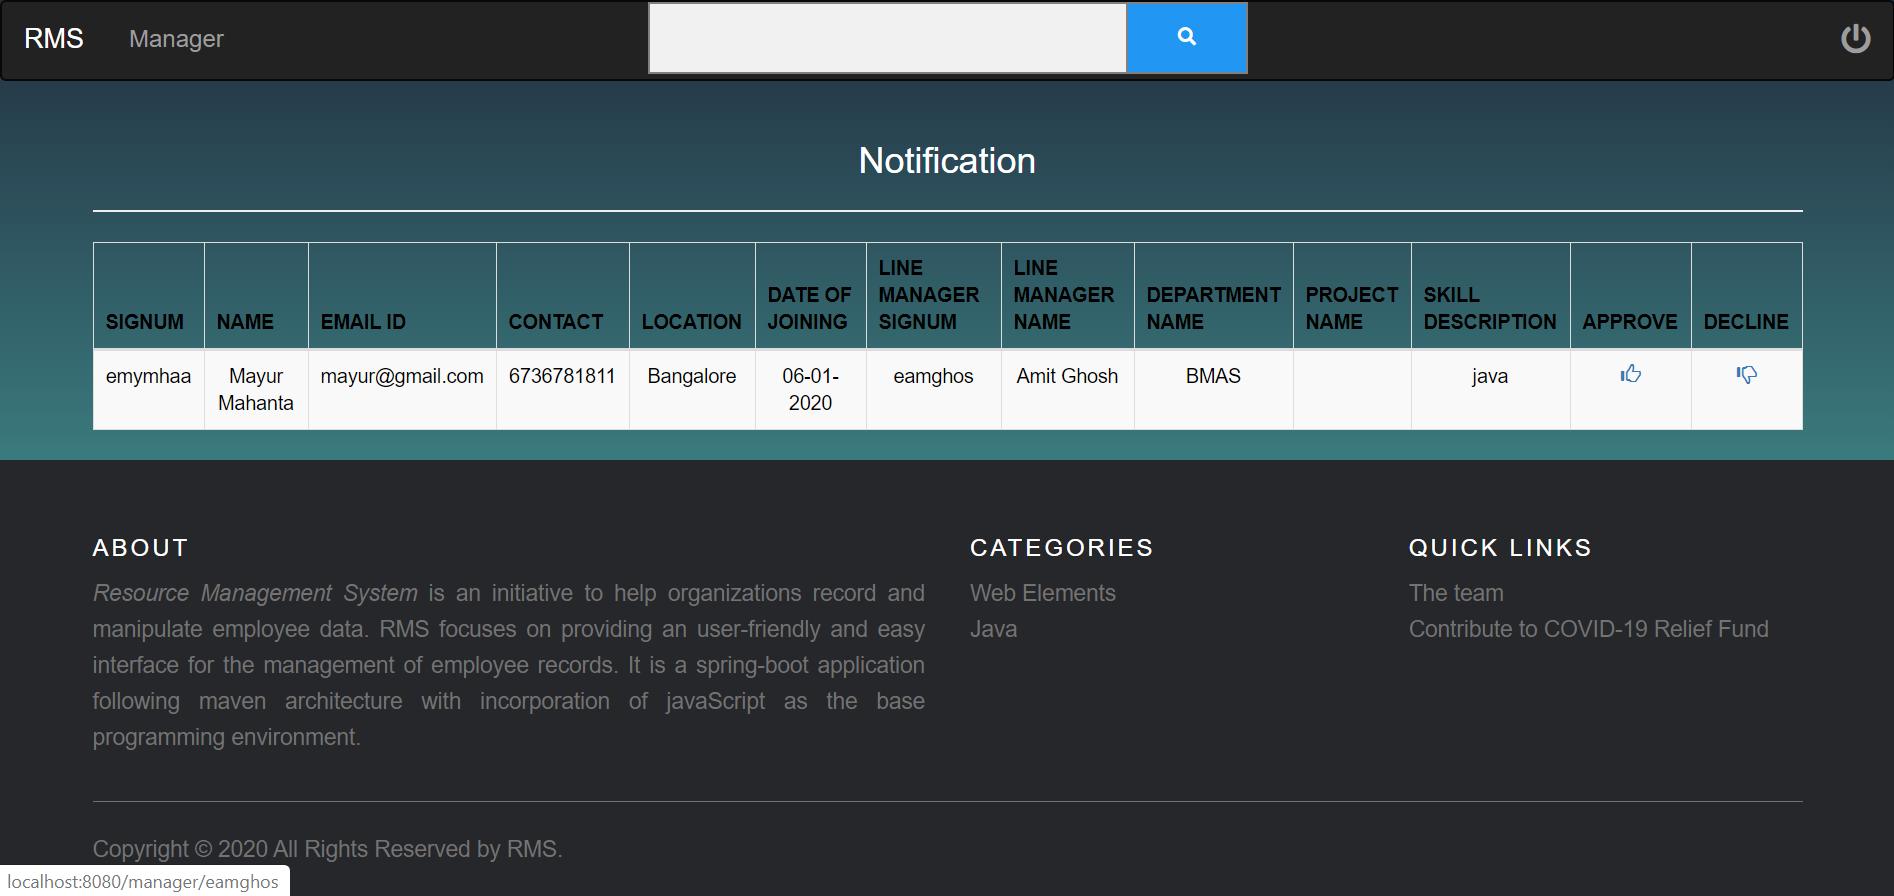 RMS Manager
Notification
SIGNUM NAME EMAIL ID CONTACT LOCATION DATE OF JOINING LINE MANAGER SIGNUM LINE MANAGER NAME DEPARTMENT NAME PROJECT NAME SKILL DESCRIPTION APPROVE DECLINE
emymhaa Mayur Mahanta mayur@gmail.com 6736781811 Bangalore 06-01-2020 eamghos Amit Ghosh BMAS java
ABOUT
Resource Management System is an initiative to help organizations record and
manipulate employee data. RMS focuses on providing an user-friendly and easy
interface for the management of employee records. It is a spring-boot application
following maven architecture with incorporation of javaScript as the base
programming environment.
CATEGORIES
Web Elements
Java
QUICK LINKS
The team
Contribute to COVID-19 Relief Fund
Copyright © 2020 All Rights Reserved by RMS.
localhost:8080/manager/eamghos